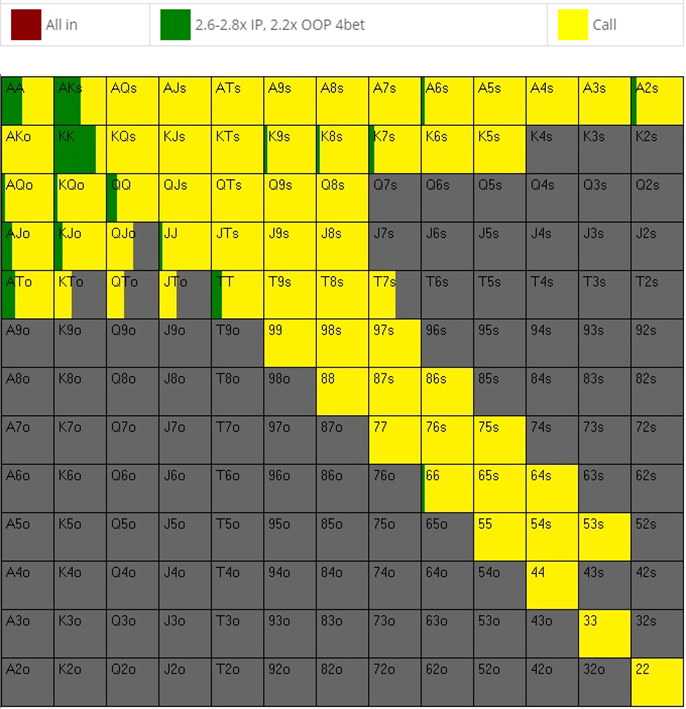 All in 2.6-2.8x IP, 2.2x OOP 4bet Call
AA AKs AQs AJs ATs A9s A8s A7s A6s A5s A4s A3s A2s
AKo KK KQs KJs KTs K9s K8s K7s K6s K5s K4s K3s K2s
AQo KQo QQ QJs QTs Q9s Q8s Q7s Q6s Q5s Q4s Q3s Q2s
AJo KJo QJo JJ JTs J9s J8s J7s J6s J5s J4s J3s J2s
ATo KTo QTo JTo TT T9s T8s T7s T6s T5s T4s T3s T2s
A9o K9o Q9o J9o T9o 99 98s 97s 96s 95s 94s 93s 92s
A8o K8o Q8o J8o T8o 98o 88 87s 86s 85s 84s 83s 82s
A7o K7o Q7o J7o T7o 97o 87o 77 76s 75s 74s 73s 72s
A6o K6o Q6o J6o T6o 96o 86o 76o 66 65s 64s 63s 62s
A5o K5o Q5o J5o T5o 95o 85o 75o 65o 55 54s 53s 52s
A4o K4o Q4o J4o T4o 94o 84o 74o 64o 54o 44 43s 42s
A3o K3o Q3o J3o T3o 93o 83o 73o 63o 53o 43o 33 32s
A2o K2o Q2o J2o T2o 92o 82o 72o 62o 52o 42o 32o 22